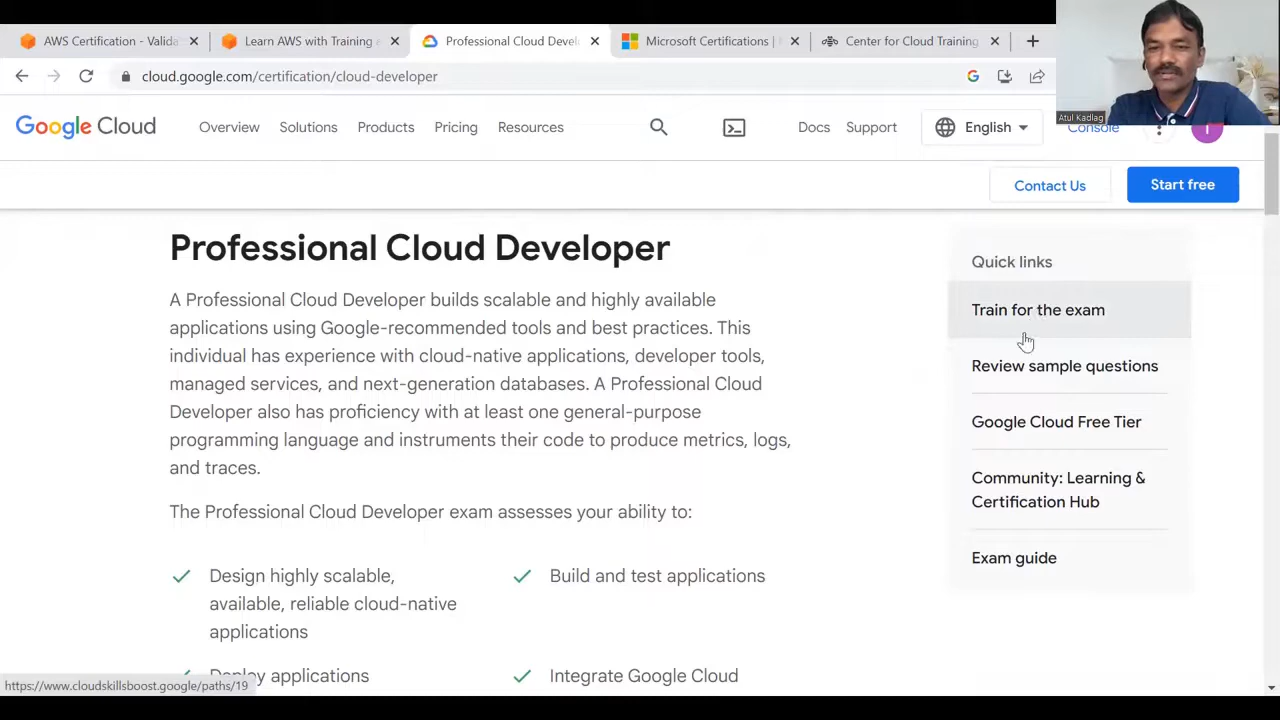 AWS Certification - Valida
Learn AWS with Training
Professional Cloud Devel
Microsoft Certifications |
Center for Cloud Training
cloud.google.com/certification/cloud-developer
Atul Kadlag
Google Cloud
Overview
Solutions
Products
Pricing
Resources
Docs
Support
English
Console
Contact Us
Start free
Professional Cloud Developer
A Professional Cloud Developer builds scalable and highly available
applications using Google-recommended tools and best practices. This
individual has experience with cloud-native applications, developer tools,
managed services, and next-generation databases. A Professional Cloud
Developer also has proficiency with at least one general-purpose
programming language and instruments their code to produce metrics, logs,
and traces.
The Professional Cloud Developer exam assesses your ability to:
Design highly scalable,
available, reliable cloud-native
applications
Build and test applications
Deploy applications
Integrate Google Cloud
Quick links
Train for the exam
Review sample questions
Google Cloud Free Tier
Community: Learning &
Certification Hub
Exam guide
https://www.cloudskillsboost.google/paths/19